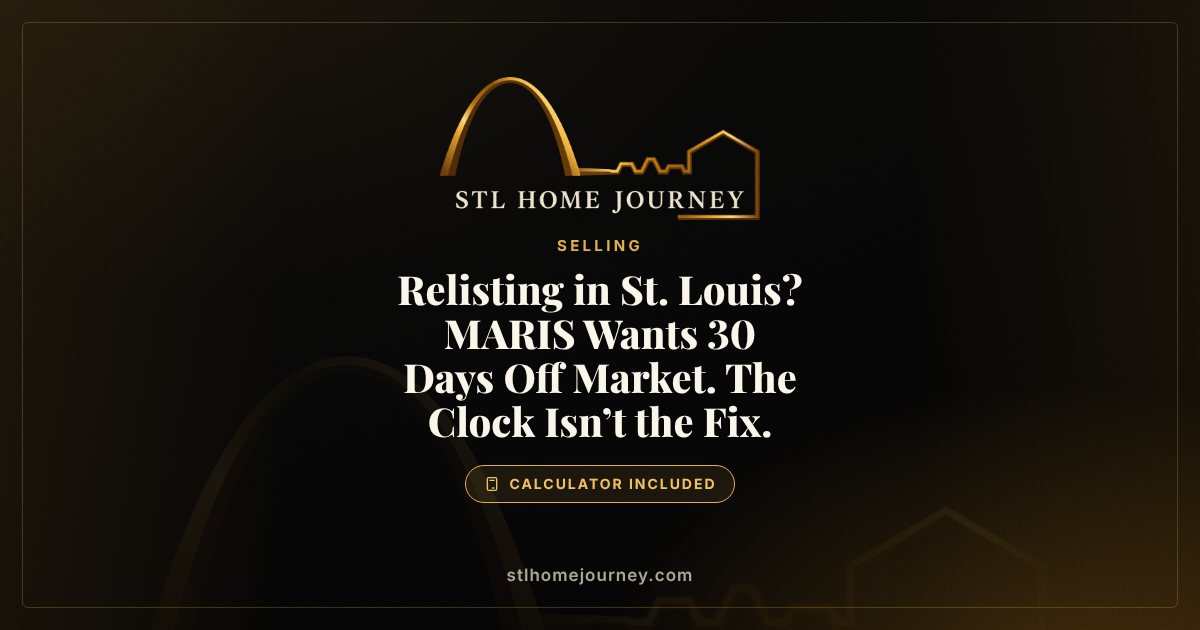 STL HOME JOURNEY
SELLING
Relisting in St. Louis?
MARIS Wants 30
Days Off Market. The
Clock Isn’t the Fix.
CALCULATOR INCLUDED
stlhomejourney.com